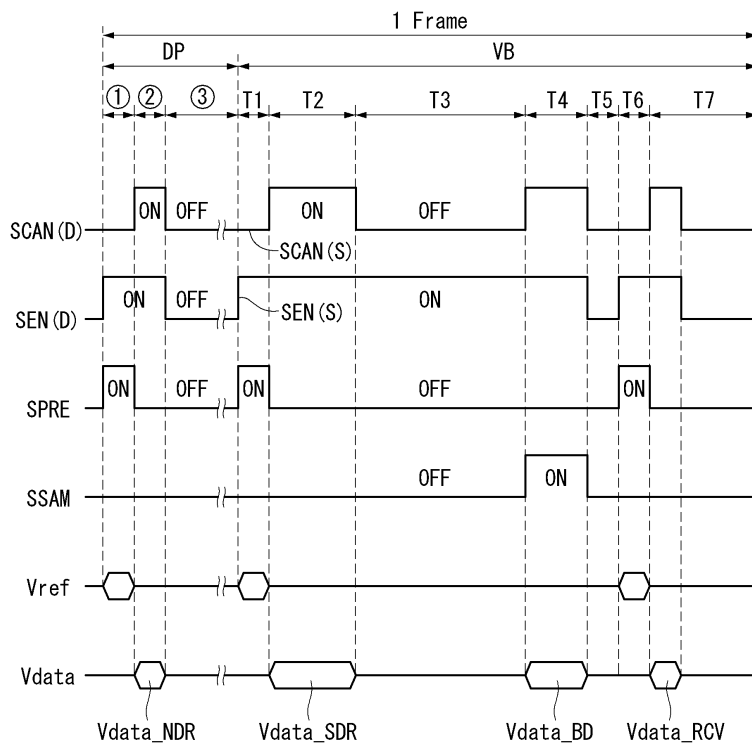 1 Frame
DP VB
① ② ③ T1 T2 T3 T4 T5 T6 T7
SCAN(D) ON OFF ON OFF
SCAN(S)
SEN(D) ON OFF ON
SEN(S)
SPRE ON OFF ON OFF ON
SSAM OFF ON
Vref
Vdata
Vdata_NDR Vdata_SDR Vdata_BD Vdata_RCV